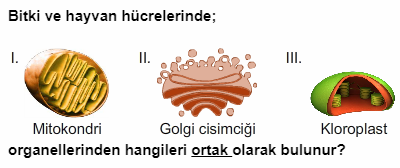 Bitki ve hayvan hücrelerinde;
I. II. III.
Mitokondri Golgi cisimciği Kloroplast
organellerinden hangileri ortak olarak bulunur?